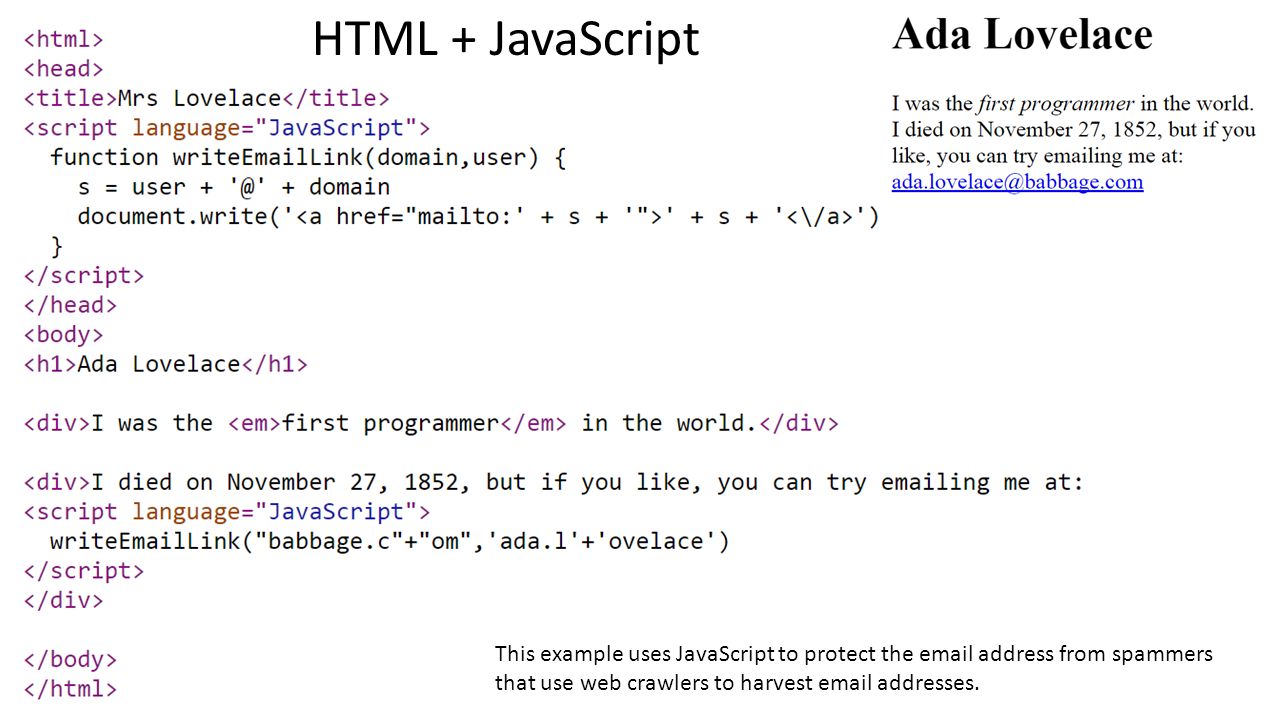 HTML + JavaScript
<html>
<head>
<title>Mrs Lovelace</title>
<script language="JavaScript">
  function writeEmailLink(domain,user) {
    s = user + '@' + domain
    document.write('<a href="mailto:' + s + '">' + s + '<\/a>')
  }
</script>
</head>
<body>
<h1>Ada Lovelace</h1>

<div>I was the <em>first programmer</em> in the world.</div>

<div>I died on November 27, 1852, but if you like, you can try emailing me at:
<script language="JavaScript">
  writeEmailLink("babbage.c"+"om",'ada.l'+'ovelace')
</script>
</div>

</body>
</html>
Ada Lovelace
I was the first programmer in the world.
I died on November 27, 1852, but if you
like, you can try emailing me at:
ada.lovelace@babbage.com
This example uses JavaScript to protect the email address from spammers
that use web crawlers to harvest email addresses.